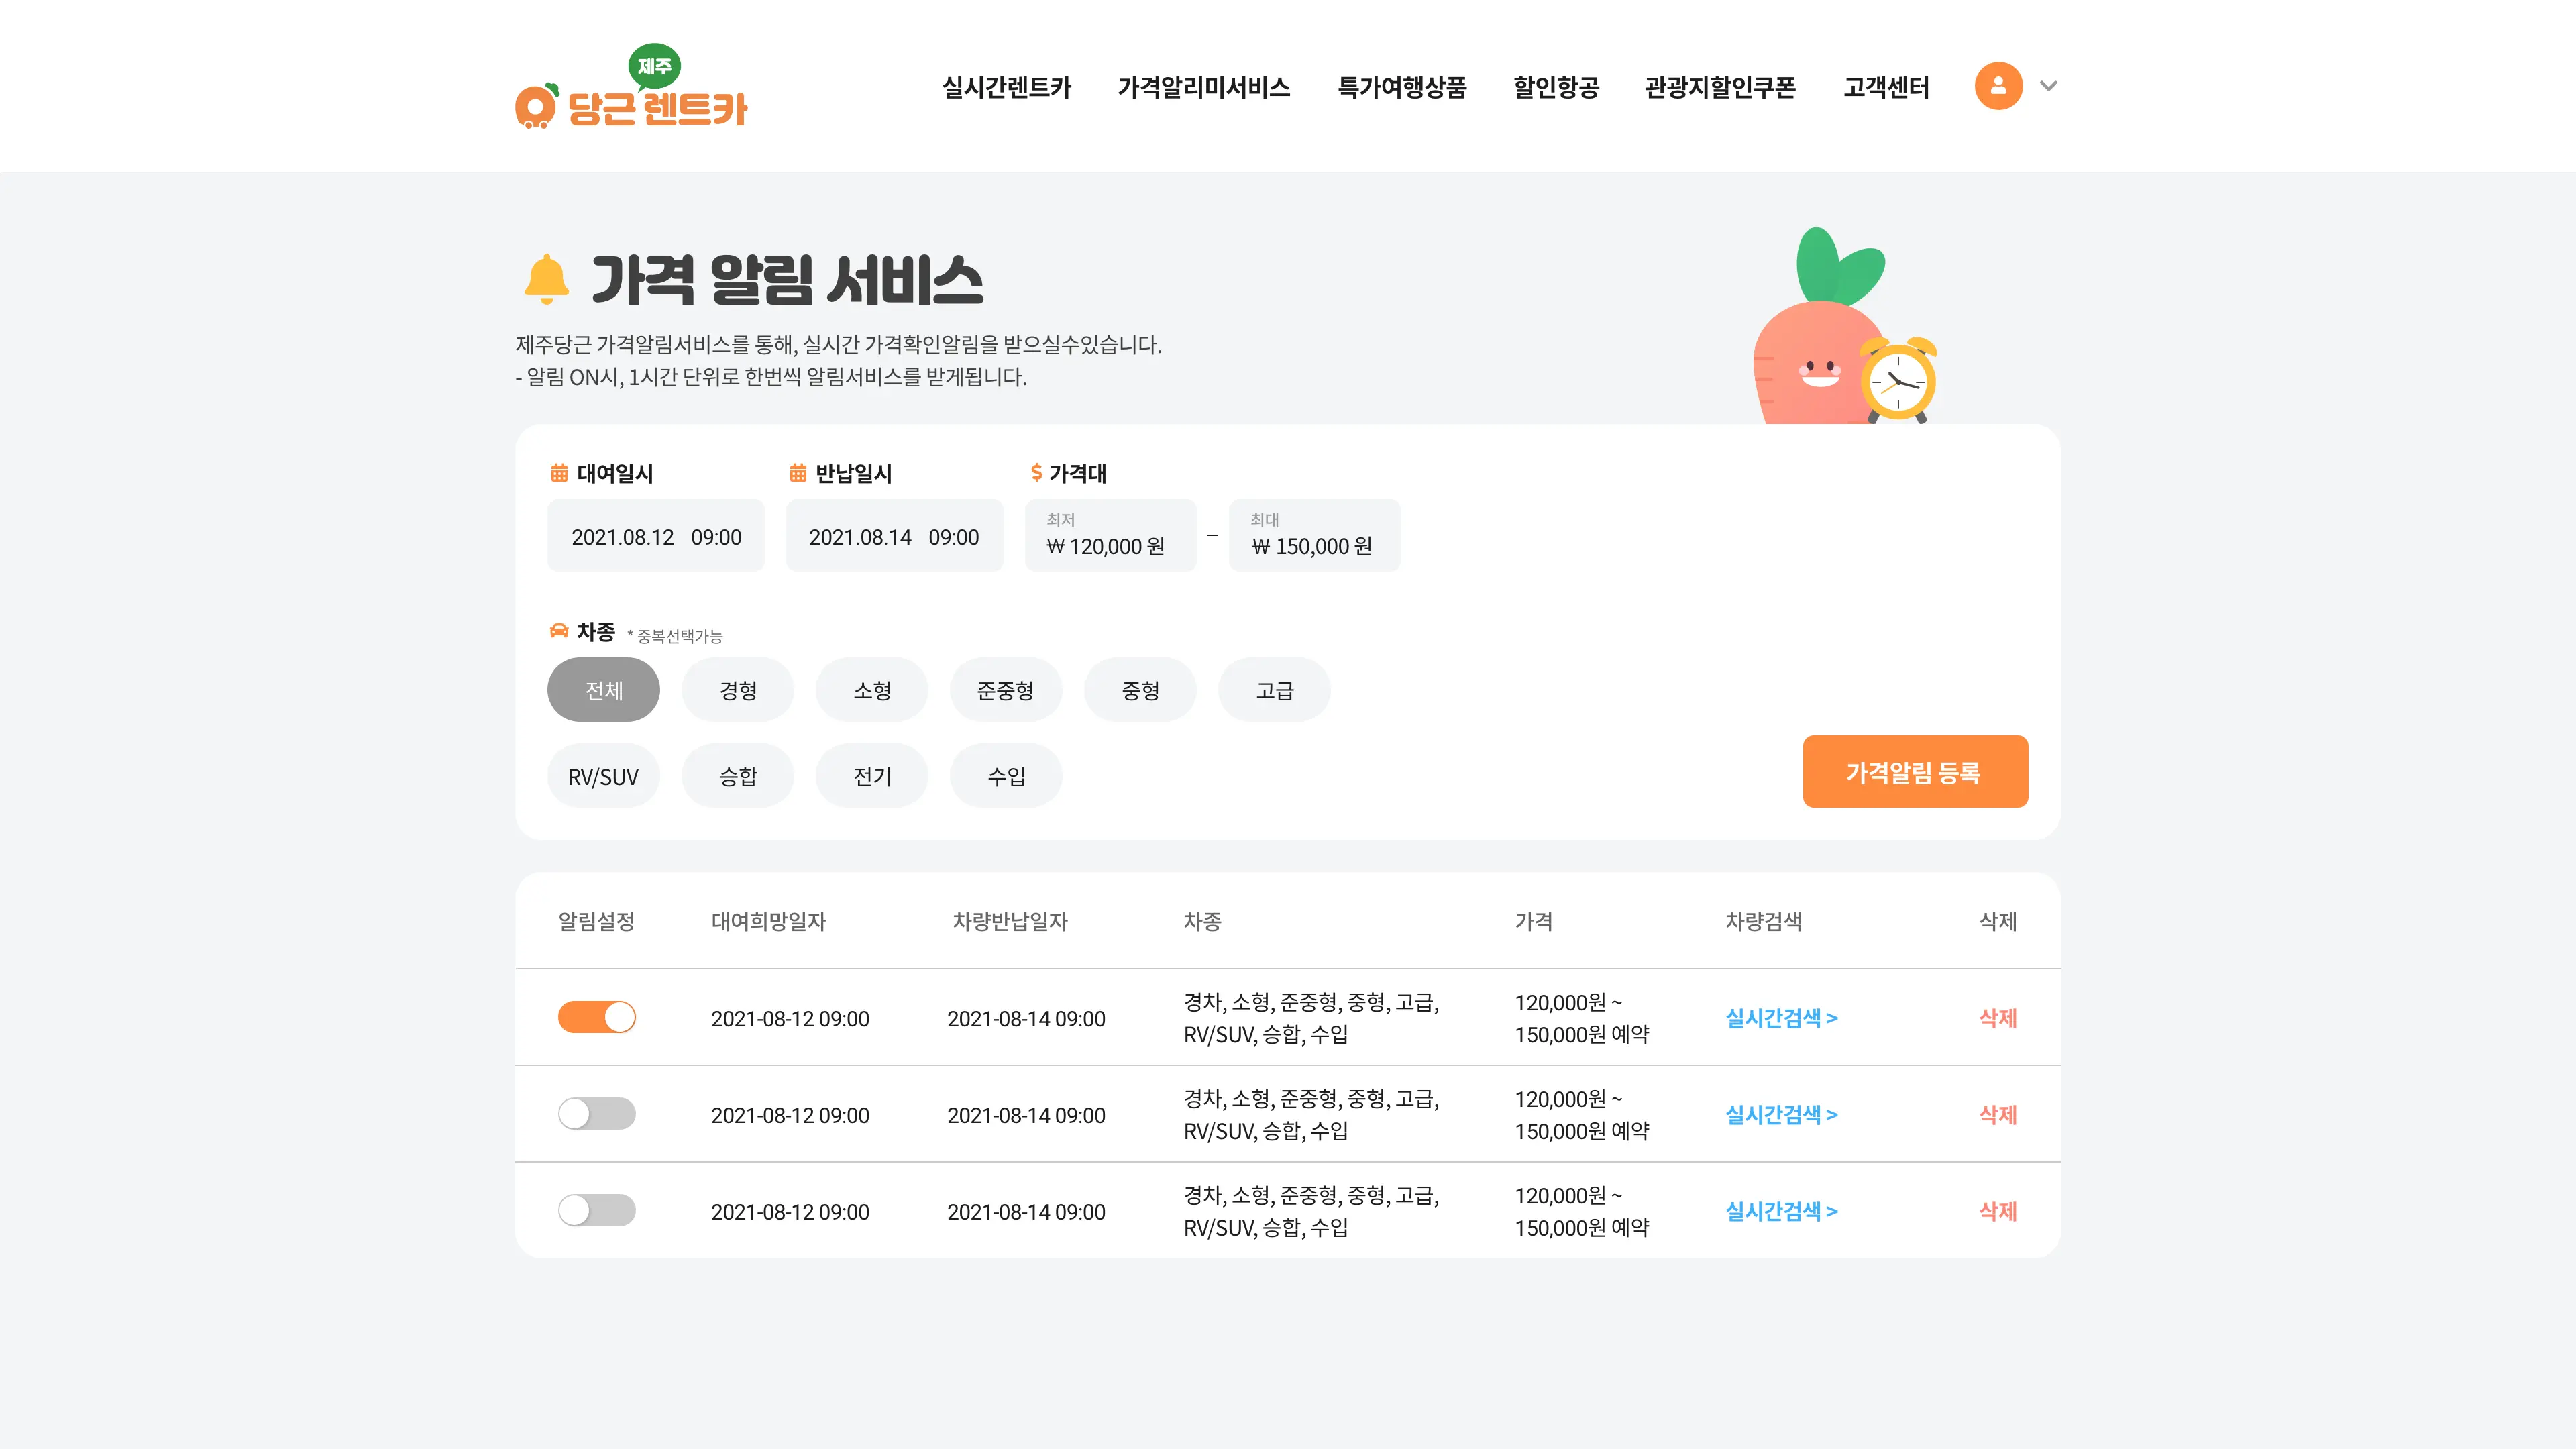 제주
당근 렌트카
실시간렌트카 가격알리미서비스 특가여행상품 할인항공 관광지할인쿠폰 고객센터
가격 알림 서비스
제주당근 가격알림서비스를 통해, 실시간 가격확인알림을 받으실수있습니다.
- 알림 ON시, 1시간 단위로 한번씩 알림서비스를 받게됩니다.
대여일시 반납일시 $ 가격대
최저 최대
2021.08.12 09:00 2021.08.14 09:00 ₩ 120,000 원 – ₩ 150,000 원
차종 * 중복선택가능
전체 경형 소형 준중형 중형 고급
RV/SUV 승합 전기 수입
가격알림 등록
알림설정 대여희망일자 차량반납일자 차종 가격 차량검색 삭제
경차, 소형, 준중형, 중형, 고급, 120,000원 ~
2021-08-12 09:00 2021-08-14 09:00 실시간검색 > 삭제
RV/SUV, 승합, 수입 150,000원 예약
경차, 소형, 준중형, 중형, 고급, 120,000원 ~
2021-08-12 09:00 2021-08-14 09:00 실시간검색 > 삭제
RV/SUV, 승합, 수입 150,000원 예약
경차, 소형, 준중형, 중형, 고급, 120,000원 ~
2021-08-12 09:00 2021-08-14 09:00 실시간검색 > 삭제
RV/SUV, 승합, 수입 150,000원 예약